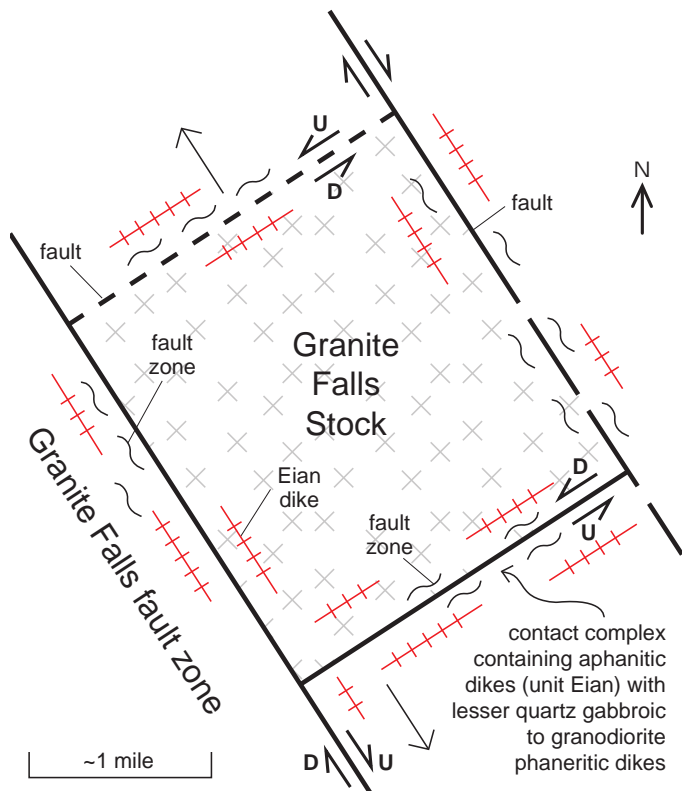 U
D
N
fault
fault
fault
zone
Granite
Falls
Stock
Eian
dike
Granite Falls fault zone
D
fault
zone
U
contact complex
containing aphanitic
dikes (unit Eian) with
lesser quartz gabbroic
to granodiorite
phaneritic dikes
~1 mile
D
U